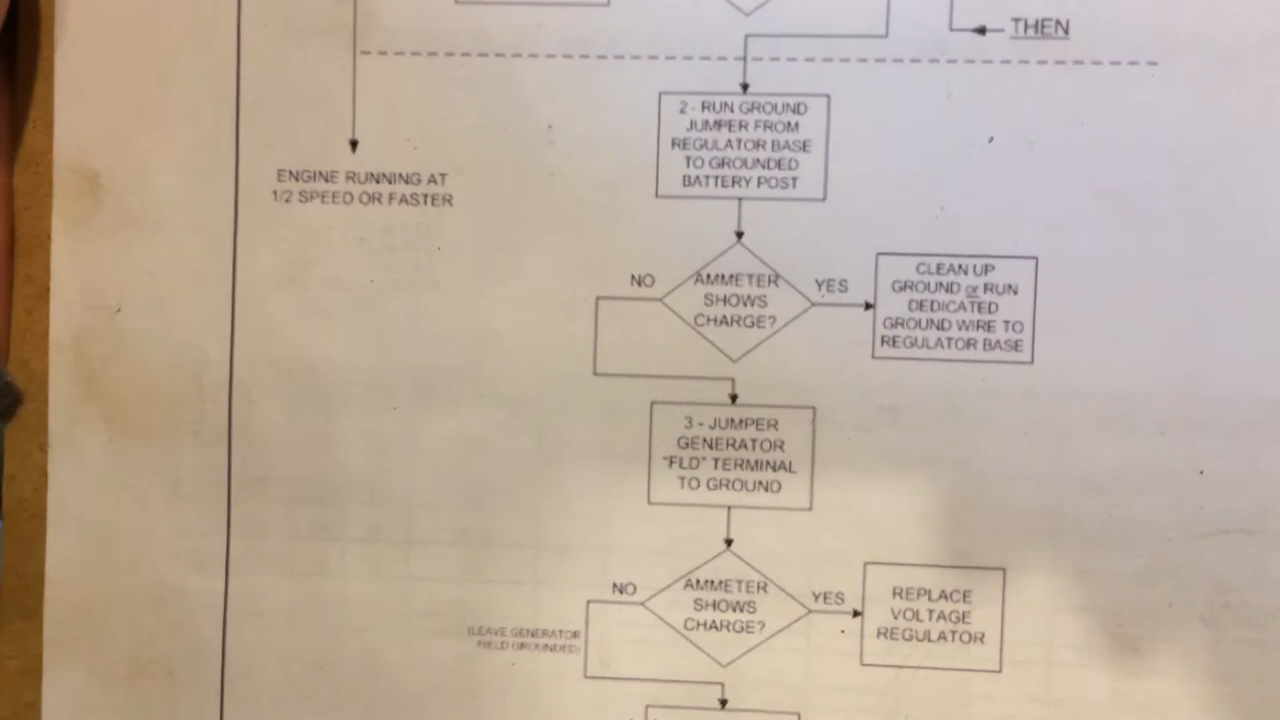 THEN
2 - RUN GROUND
JUMPER FROM
REGULATOR BASE
TO GROUNDED
BATTERY POST
ENGINE RUNNING AT
1/2 SPEED OR FASTER
NO
AMMETER
SHOWS
CHARGE?
YES
CLEAN UP
GROUND or RUN
DEDICATED
GROUND WIRE TO
REGULATOR BASE
3 - JUMPER
GENERATOR
"FLD" TERMINAL
TO GROUND
NO
AMMETER
SHOWS
CHARGE?
YES
REPLACE
VOLTAGE
REGULATOR
(LEAVE GENERATOR
FIELD GROUNDED)